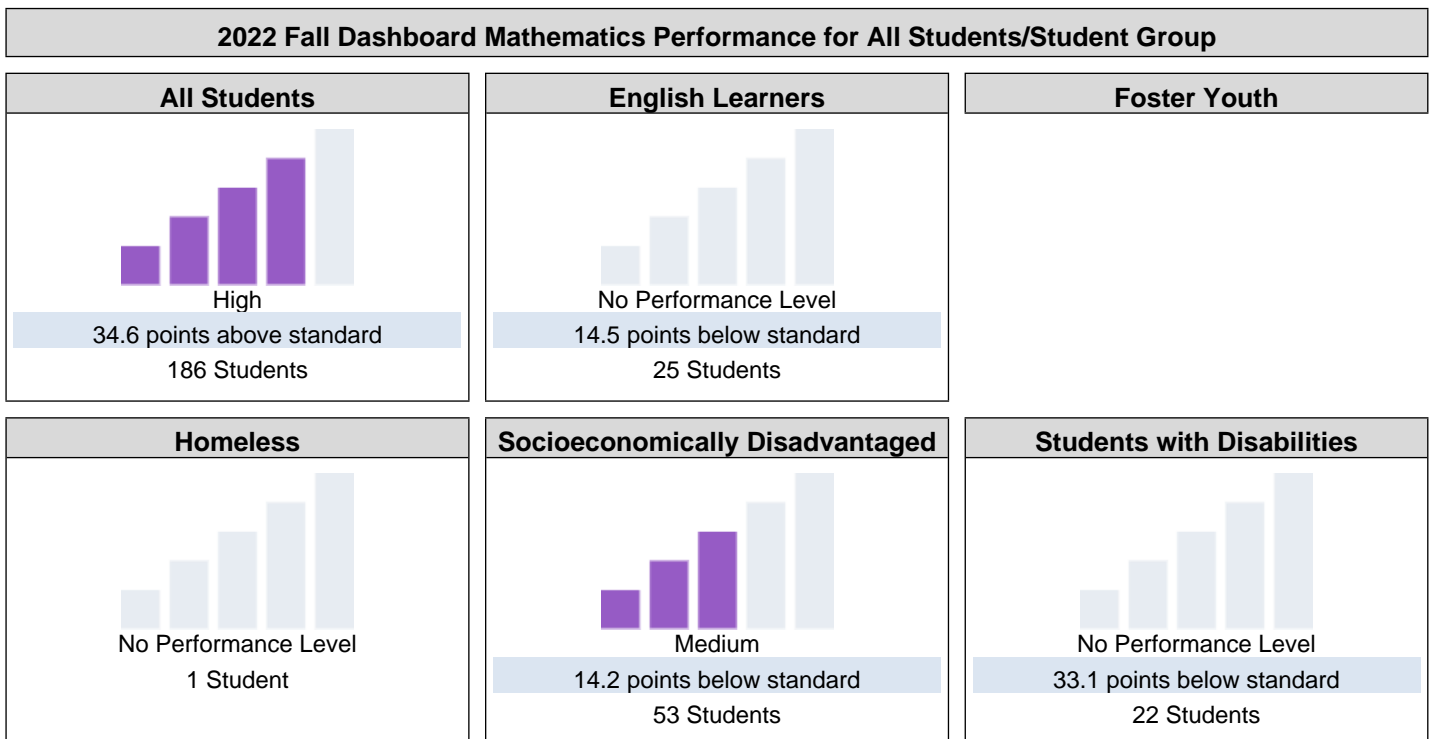 2022 Fall Dashboard Mathematics Performance for All Students/Student Group
All Students
High
34.6 points above standard
186 Students
English Learners
No Performance Level
14.5 points below standard
25 Students
Foster Youth
Homeless
No Performance Level
1 Student
Socioeconomically Disadvantaged
Medium
14.2 points below standard
53 Students
Students with Disabilities
No Performance Level
33.1 points below standard
22 Students